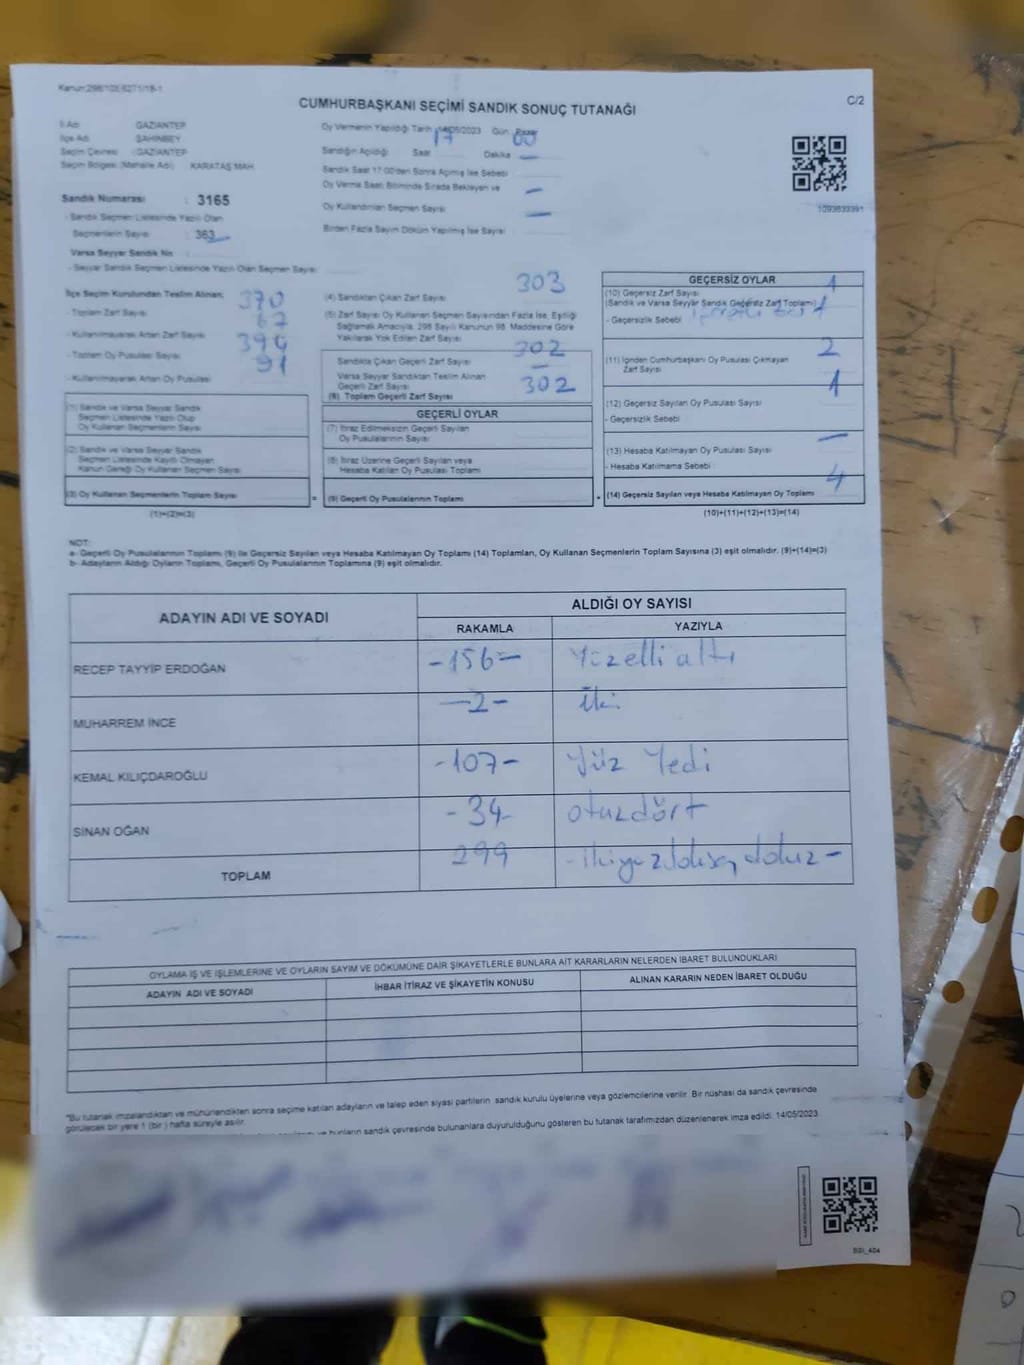 Kanun:298/103,6271/18-1
CUMHURBAŞKANI SEÇİMİ SANDIK SONUÇ TUTANAĞI
C/2
İl Adı : GAZİANTEP
İlçe Adı : ŞAHİNBEY
Seçim Çevresi : GAZİANTEP
Seçim Bölgesi (Mahalle Adı) : KARATAŞ MAH.
Sandık Numarası : 3165
- Sandık Seçmen Listesinde Yazılı Olan
Seçmenlerin Sayısı : 363
Varsa Seyyar Sandık No :
- Seyyar Sandık Seçmen Listesinde Yazılı Olan Seçmen Sayısı:
Oy Vermenin Yapıldığı Tarih : 14/05/2023 Gün : Pazar
Sandığın Açıldığı Saat 17 Dakika 00
Sandık Saat 17.00'den Sonra Açılmış İse Sebebi —
Oy Verme Saati Bitiminde Sırada Bekleyen ve
Oy Kullandırılan Seçmen Sayısı —
Birden Fazla Sayım Döküm Yapılmış İse Sayısı —
1093633391
İlçe Seçim Kurulundan Teslim Alınan;
- Toplam Zarf Sayısı 370
- Kullanılmayarak Artan Zarf Sayısı 67
- Toplam Oy Pusulası Sayısı 394
- Kullanılmayarak Artan Oy Pusulası 91
(1) Sandık ve Varsa Seyyar Sandık
Seçmen Listesinde Yazılı Olup
Oy Kullanan Seçmenlerin Sayısı
(2) Sandık ve Varsa Seyyar Sandık
Seçmen Listesinde Kayıtlı Olmayan
Kanun Gereği Oy Kullanan Seçmen Sayısı
(3) Oy Kullanan Seçmenlerin Toplam Sayısı
(1)+(2)=(3)
(4) Sandıktan Çıkan Zarf Sayısı 303
(5) Zarf Sayısı Oy Kullanan Seçmen Sayısından Fazla İse, Eşitliği
Sağlamak Amacıyla, 298 Sayılı Kanunun 98. Maddesine Göre
Yakılarak Yok Edilen Zarf Sayısı
Sandıkta Çıkan Geçerli Zarf Sayısı 302
Varsa Seyyar Sandıktan Teslim Alınan
Geçerli Zarf Sayısı —
(6) Toplam Geçerli Zarf Sayısı 302
GEÇERLİ OYLAR
(7) İtiraz Edilmeksizin Geçerli Sayılan
Oy Pusulalarının Sayısı
(8) İtiraz Üzerine Geçerli Sayılan veya
Hesaba Katılan Oy Pusulası Toplamı
= (9) Geçerli Oy Pusulalarının Toplamı
GEÇERSİZ OYLAR
(10) Geçersiz Zarf Sayısı 1
(Sandık ve Varsa Seyyar Sandık Geçersiz Zarf Toplamı)
- Geçersizlik Sebebi 1
(11) İçinden Cumhurbaşkanı Oy Pusulası Çıkmayan
Zarf Sayısı 2
(12) Geçersiz Sayılan Oy Pusulası Sayısı 1
- Geçersizlik Sebebi
(13) Hesaba Katılmayan Oy Pusulası Sayısı —
- Hesaba Katılmama Sebebi
+ (14) Geçersiz Sayılan veya Hesaba Katılmayan Oy Toplamı 4
(10)+(11)+(12)+(13)=(14)
NOT:
a- Geçerli Oy Pusulalarının Toplamı (9) ile Geçersiz Sayılan veya Hesaba Katılmayan Oy Toplamı (14) Toplamları, Oy Kullanan Seçmenlerin Toplam Sayısına (3) eşit olmalıdır. (9)+(14)=(3)
b- Adayların Aldığı Oyların Toplamı, Geçerli Oy Pusulalarının Toplamına (9) eşit olmalıdır.
ADAYIN ADI VE SOYADI ALDIĞI OY SAYISI
RAKAMLA YAZIYLA
RECEP TAYYİP ERDOĞAN -156- Yüzelli altı
MUHARREM İNCE -2- İki
KEMAL KILIÇDAROĞLU -107- Yüz Yedi
SİNAN OĞAN -34- otuzdört
TOPLAM 299
OYLAMA İŞ VE İŞLEMLERİNE VE OYLARIN SAYIM VE DÖKÜMÜNE DAİR ŞİKAYETLERLE BUNLARA AİT KARARLARIN NELERDEN İBARET BULUNDUKLARI
ADAYIN ADI VE SOYADI İHBAR İTİRAZ VE ŞİKAYETİN KONUSU ALINAN KARARIN NEDEN İBARET OLDUĞU
"Bu tutanak imzalandıktan ve mühürlendikten sonra seçime katılan adayların ve talep eden siyasi partilerin sandık kurulu üyelerine veya gözlemcilerine verilir. Bir nüshası da sandık çevresinde
görülecek bir yere 1 (bir ) hafta süreyle asılır.
ve bunların sandık çevresinde bulunanlara duyurulduğunu gösteren bu tutanak tarafımızdan düzenlenerek imza edildi. 14/05/2023
BSI_404